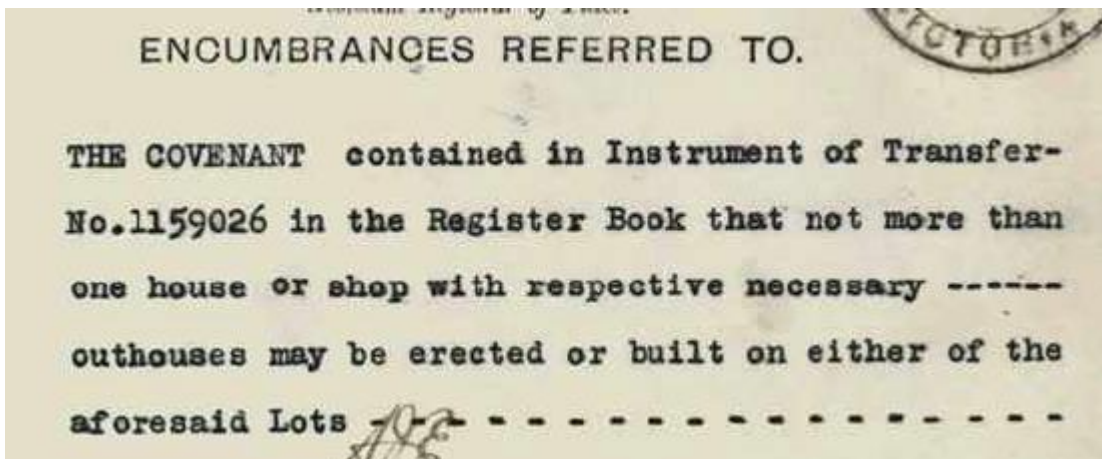 ENCUMBRANCES REFERRED TO.
THE COVENANT contained in Instrument of Transfer-
No.1159026 in the Register Book that not more than
one house or shop with respective necessary ------
outhouses may be erected or built on either of the
aforesaid Lots - - - - - - - - - - - - - - - - - -